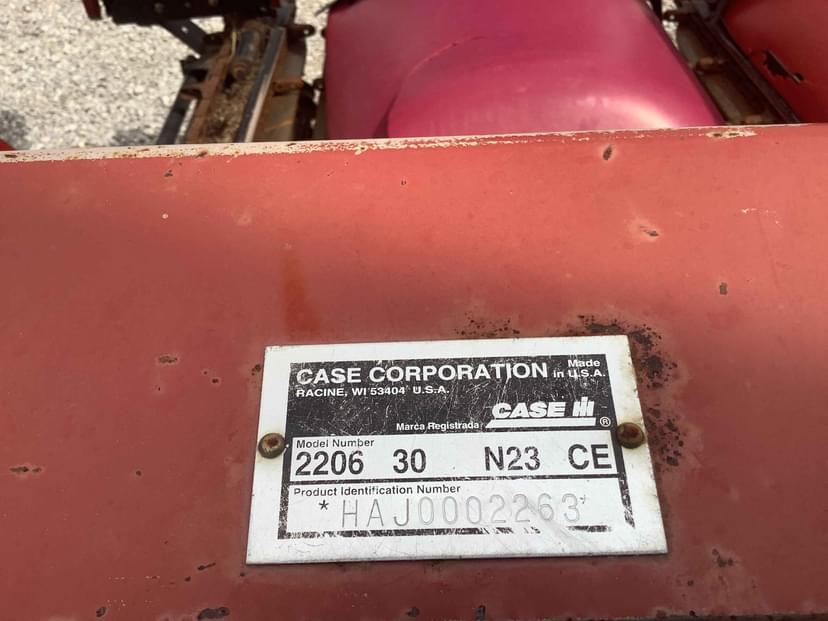 CASE CORPORATION Made in U.S.A.
RACINE, WI 53404 U.S.A.
Marca Registrada CASE IH ®
Model Number
2206 30 N23 CE
Product Identification Number
*HAJ0002263*